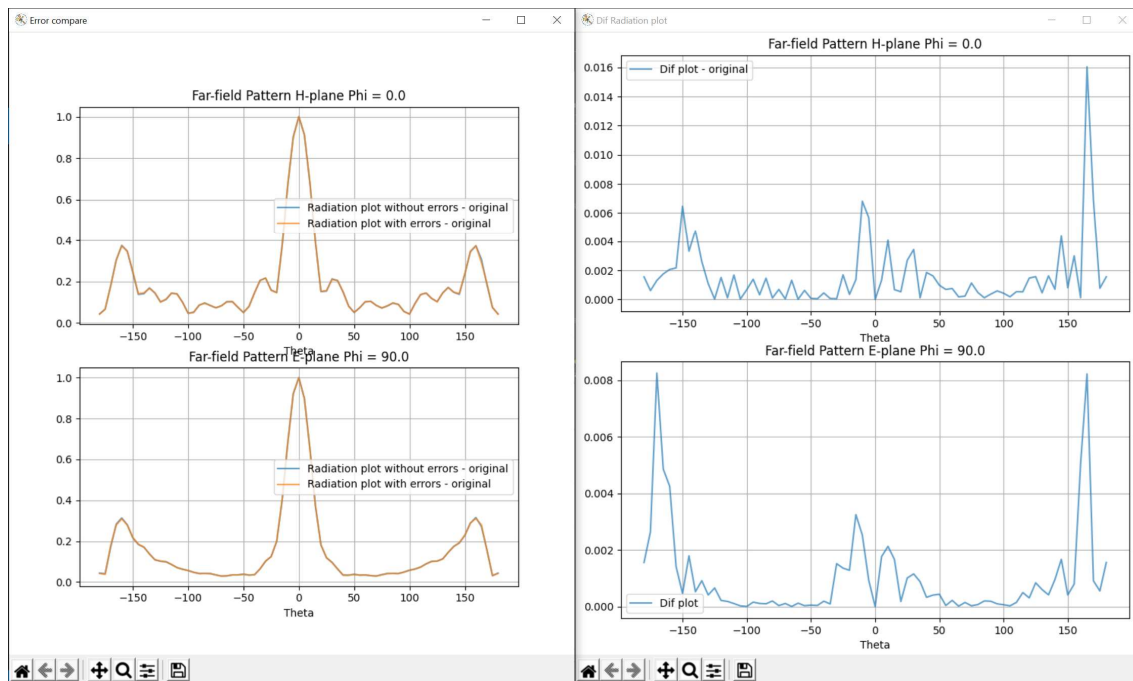 Error compare
Far-field Pattern H-plane Phi = 0.0
1.0
0.8
0.6
0.4
0.2
0.0
Radiation plot without errors - original
Radiation plot with errors - original
−150 −100 −50 0 50 100 150
Theta
Far-field Pattern E-plane Phi = 90.0
1.0
0.8
0.6
0.4
0.2
0.0
Radiation plot without errors - original
Radiation plot with errors - original
−150 −100 −50 0 50 100 150
Theta
Dif Radiation plot
Far-field Pattern H-plane Phi = 0.0
Dif plot - original
0.016
0.014
0.012
0.010
0.008
0.006
0.004
0.002
0.000
−150 −100 −50 0 50 100 150
Theta
Far-field Pattern E-plane Phi = 90.0
0.008
0.006
0.004
0.002
0.000
Dif plot
−150 −100 −50 0 50 100 150
Theta